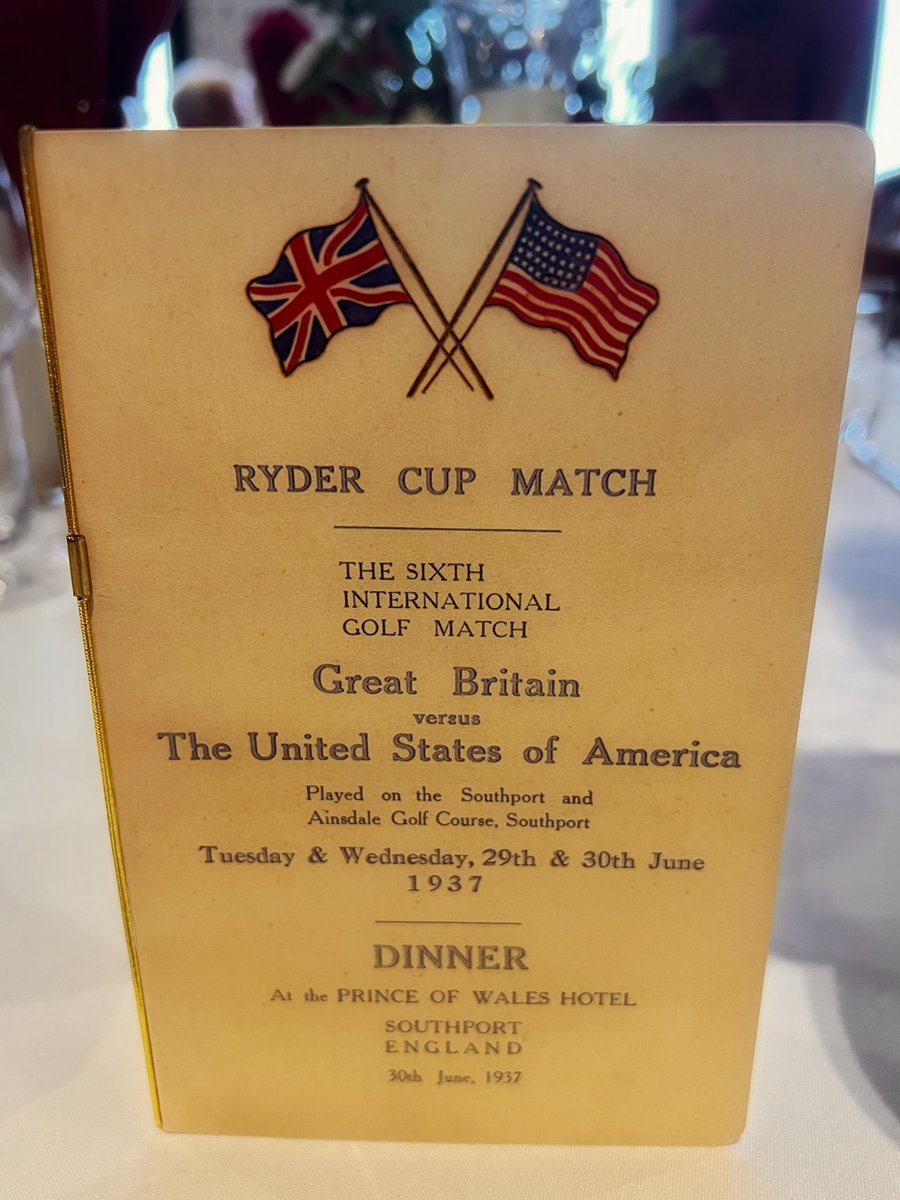 RYDER CUP MATCH
THE SIXTH
INTERNATIONAL
GOLF MATCH
Great Britain
versus
The United States of America
Played on the Southport and
Ainsdale Golf Course, Southport
Tuesday & Wednesday, 29th & 30th June
1937
DINNER
At the PRINCE OF WALES HOTEL
SOUTHPORT
ENGLAND
30th June, 1937